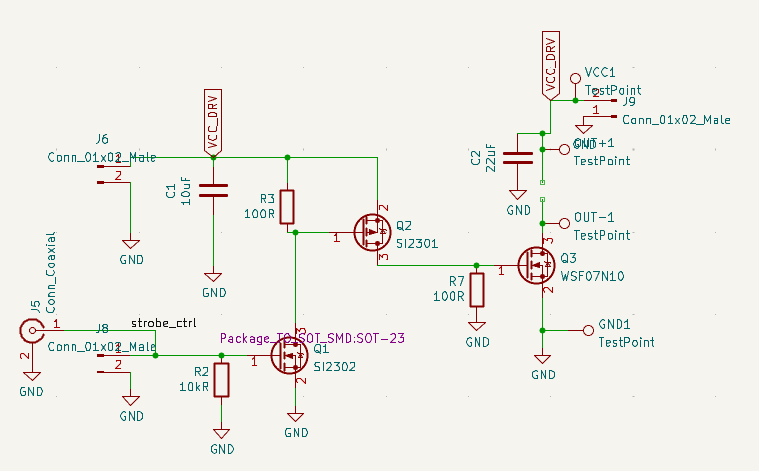 VCC_DRV
VCC1
TestPoint
2
J9
1
Conn_01x02_Male
GND
OUT+1
TestPoint
C2
22uF
GND
OUT-1
TestPoint
J6
Conn_01x02_Male
1
2
GND
VCC_DRV
C1
10uF
GND
R3
100R
2
Q2
SI2301
1
3
3
Q3
WSF07N10
1
2
R7
100R
GND
GND1
TestPoint
GND
J5
Conn_Coaxial
1
2
GND
strobe_ctrl
J8
Conn_01x02_Male
1
2
GND
Package_TO_SOT_SMD:SOT-23
3
Q1
SI2302
1
2
R2
10kR
GND
GND